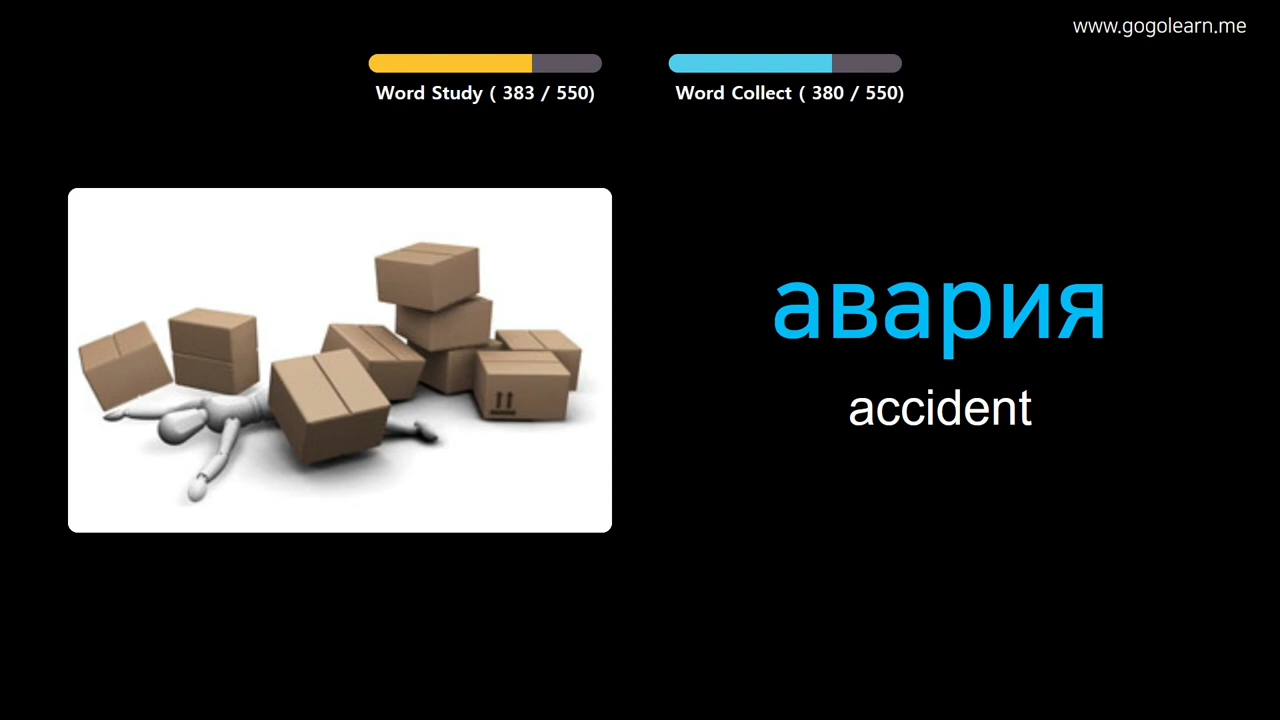 www.gogolearn.me
Word Study ( 383 / 550)
Word Collect ( 380 / 550)
авария
accident